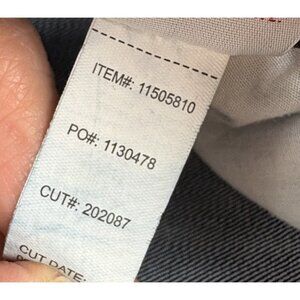 ITEM#: 11505810
PO#: 1130478
CUT#: 202087
CUT DATE: